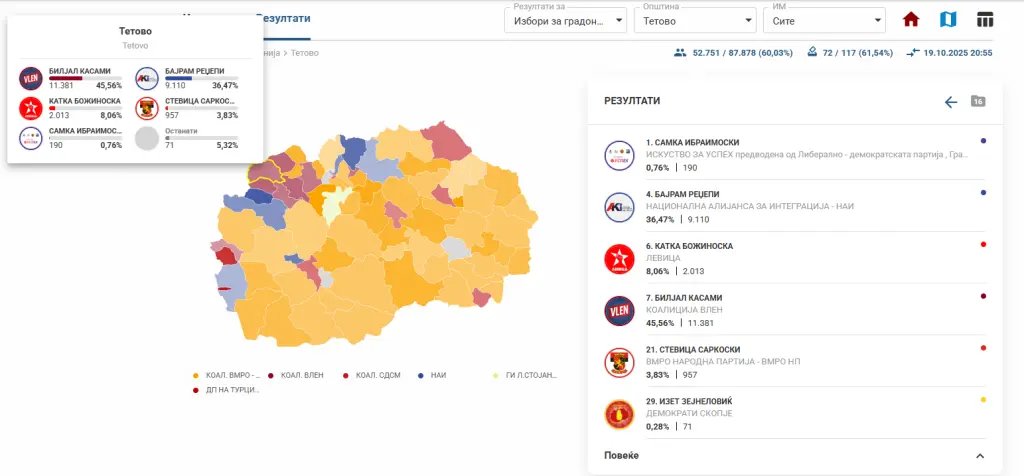 Резултати
Резултати за
Избори за градон...
Општина
Тетово
ИМ
Сите
Тетово
Tetovo
БИЛЈАЛ КАСАМИ
11.381 45,56%
БАЈРАМ РЕЏЕПИ
9.110 36,47%
КАТКА БОЖИНОСКА
2.013 8,06%
СТЕВИЦА САРКОС...
957 3,83%
САМКА ИБРАИМОС...
190 0,76%
Останати
71 5,32%
нија > Тетово
52.751 / 87.878 (60,03%)
72 / 117 (61,54%)
19.10.2025 20:55
КОАЛ. ВМРО - ...
КОАЛ. ВЛЕН
КОАЛ. СДСМ
НАИ
ГИ Л.СТОЈАН...
ДП НА ТУРЦИ...
РЕЗУЛТАТИ
16
1. САМКА ИБРАИМОСКИ
ИСКУСТВО ЗА УСПЕХ предводена од Либерално - демократската партија , Гра...
0,76% | 190
4. БАЈРАМ РЕЏЕПИ
НАЦИОНАЛНА АЛИЈАНСА ЗА ИНТЕГРАЦИЈА - НАИ
36,47% | 9.110
6. КАТКА БОЖИНОСКА
ЛЕВИЦА
8,06% | 2.013
7. БИЛЈАЛ КАСАМИ
КОАЛИЦИЈА ВЛЕН
45,56% | 11.381
21. СТЕВИЦА САРКОСКИ
ВМРО НАРОДНА ПАРТИЈА - ВМРО НП
3,83% | 957
29. ИЗЕТ ЗЕЈНЕЛОВИЌ
ДЕМОКРАТИ СКОПЈЕ
0,28% | 71
Повеќе